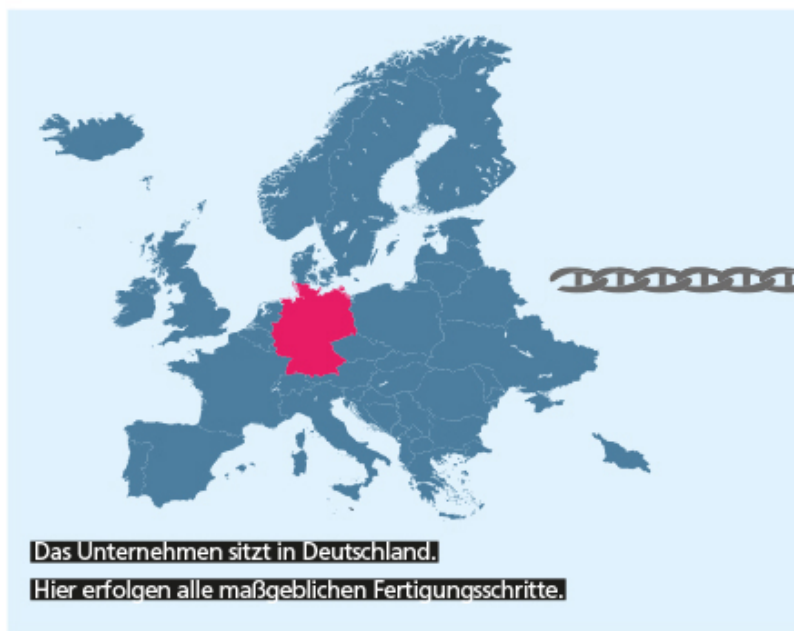 Das Unternehmen sitzt in Deutschland.
Hier erfolgen alle maßgeblichen Fertigungsschritte.